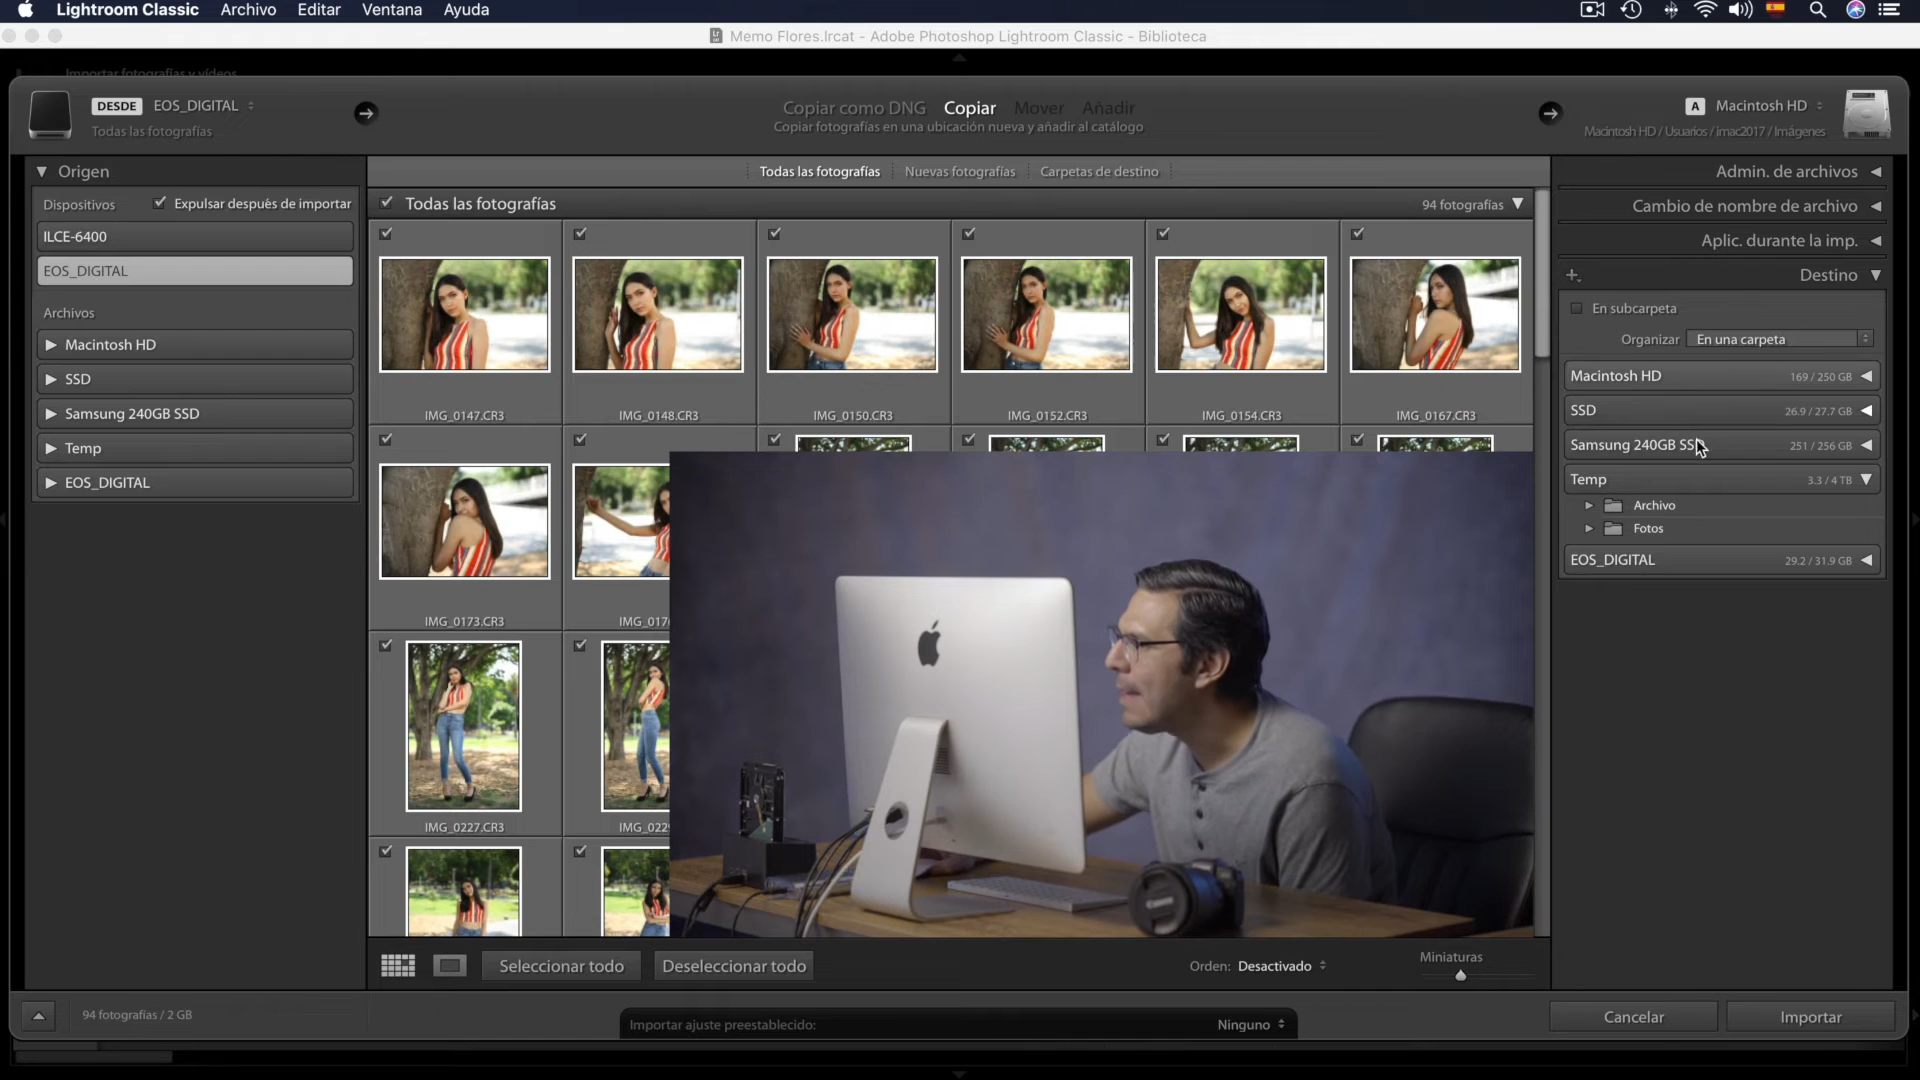 Lightroom Classic Archivo Editar Ventana Ayuda
Memo Flores.lrcat - Adobe Photoshop Lightroom Classic - Biblioteca
Importar fotografías y vídeos
DESDE EOS_DIGITAL
Todas las fotografías
Copiar como DNG Copiar Mover Añadir
Copiar fotografías en una ubicación nueva y añadir al catálogo
A Macintosh HD
Macintosh HD / Usuarios / imac2017 / Imágenes
Origen
Dispositivos Expulsar después de importar
ILCE-6400
EOS_DIGITAL
Archivos
Macintosh HD
SSD
Samsung 240GB SSD
Temp
EOS_DIGITAL
Todas las fotografías Nuevas fotografías Carpetas de destino
Todas las fotografías 94 fotografías
IMG_0147.CR3 IMG_0148.CR3 IMG_0150.CR3 IMG_0152.CR3 IMG_0154.CR3 IMG_0167.CR3
IMG_0173.CR3 IMG_017
IMG_0227.CR3 IMG_022
Admin. de archivos
Cambio de nombre de archivo
Aplic. durante la imp.
Destino
En subcarpeta
Organizar En una carpeta
Macintosh HD 169 / 250 GB
SSD 26.9 / 27.7 GB
Samsung 240GB SSD 251 / 256 GB
Temp 3.3 / 4 TB
Archivo
Fotos
EOS_DIGITAL 29.2 / 31.9 GB
Seleccionar todo Deseleccionar todo Orden: Desactivado Miniaturas
94 fotografías / 2 GB
Importar ajuste preestablecido: Ninguno
Cancelar Importar